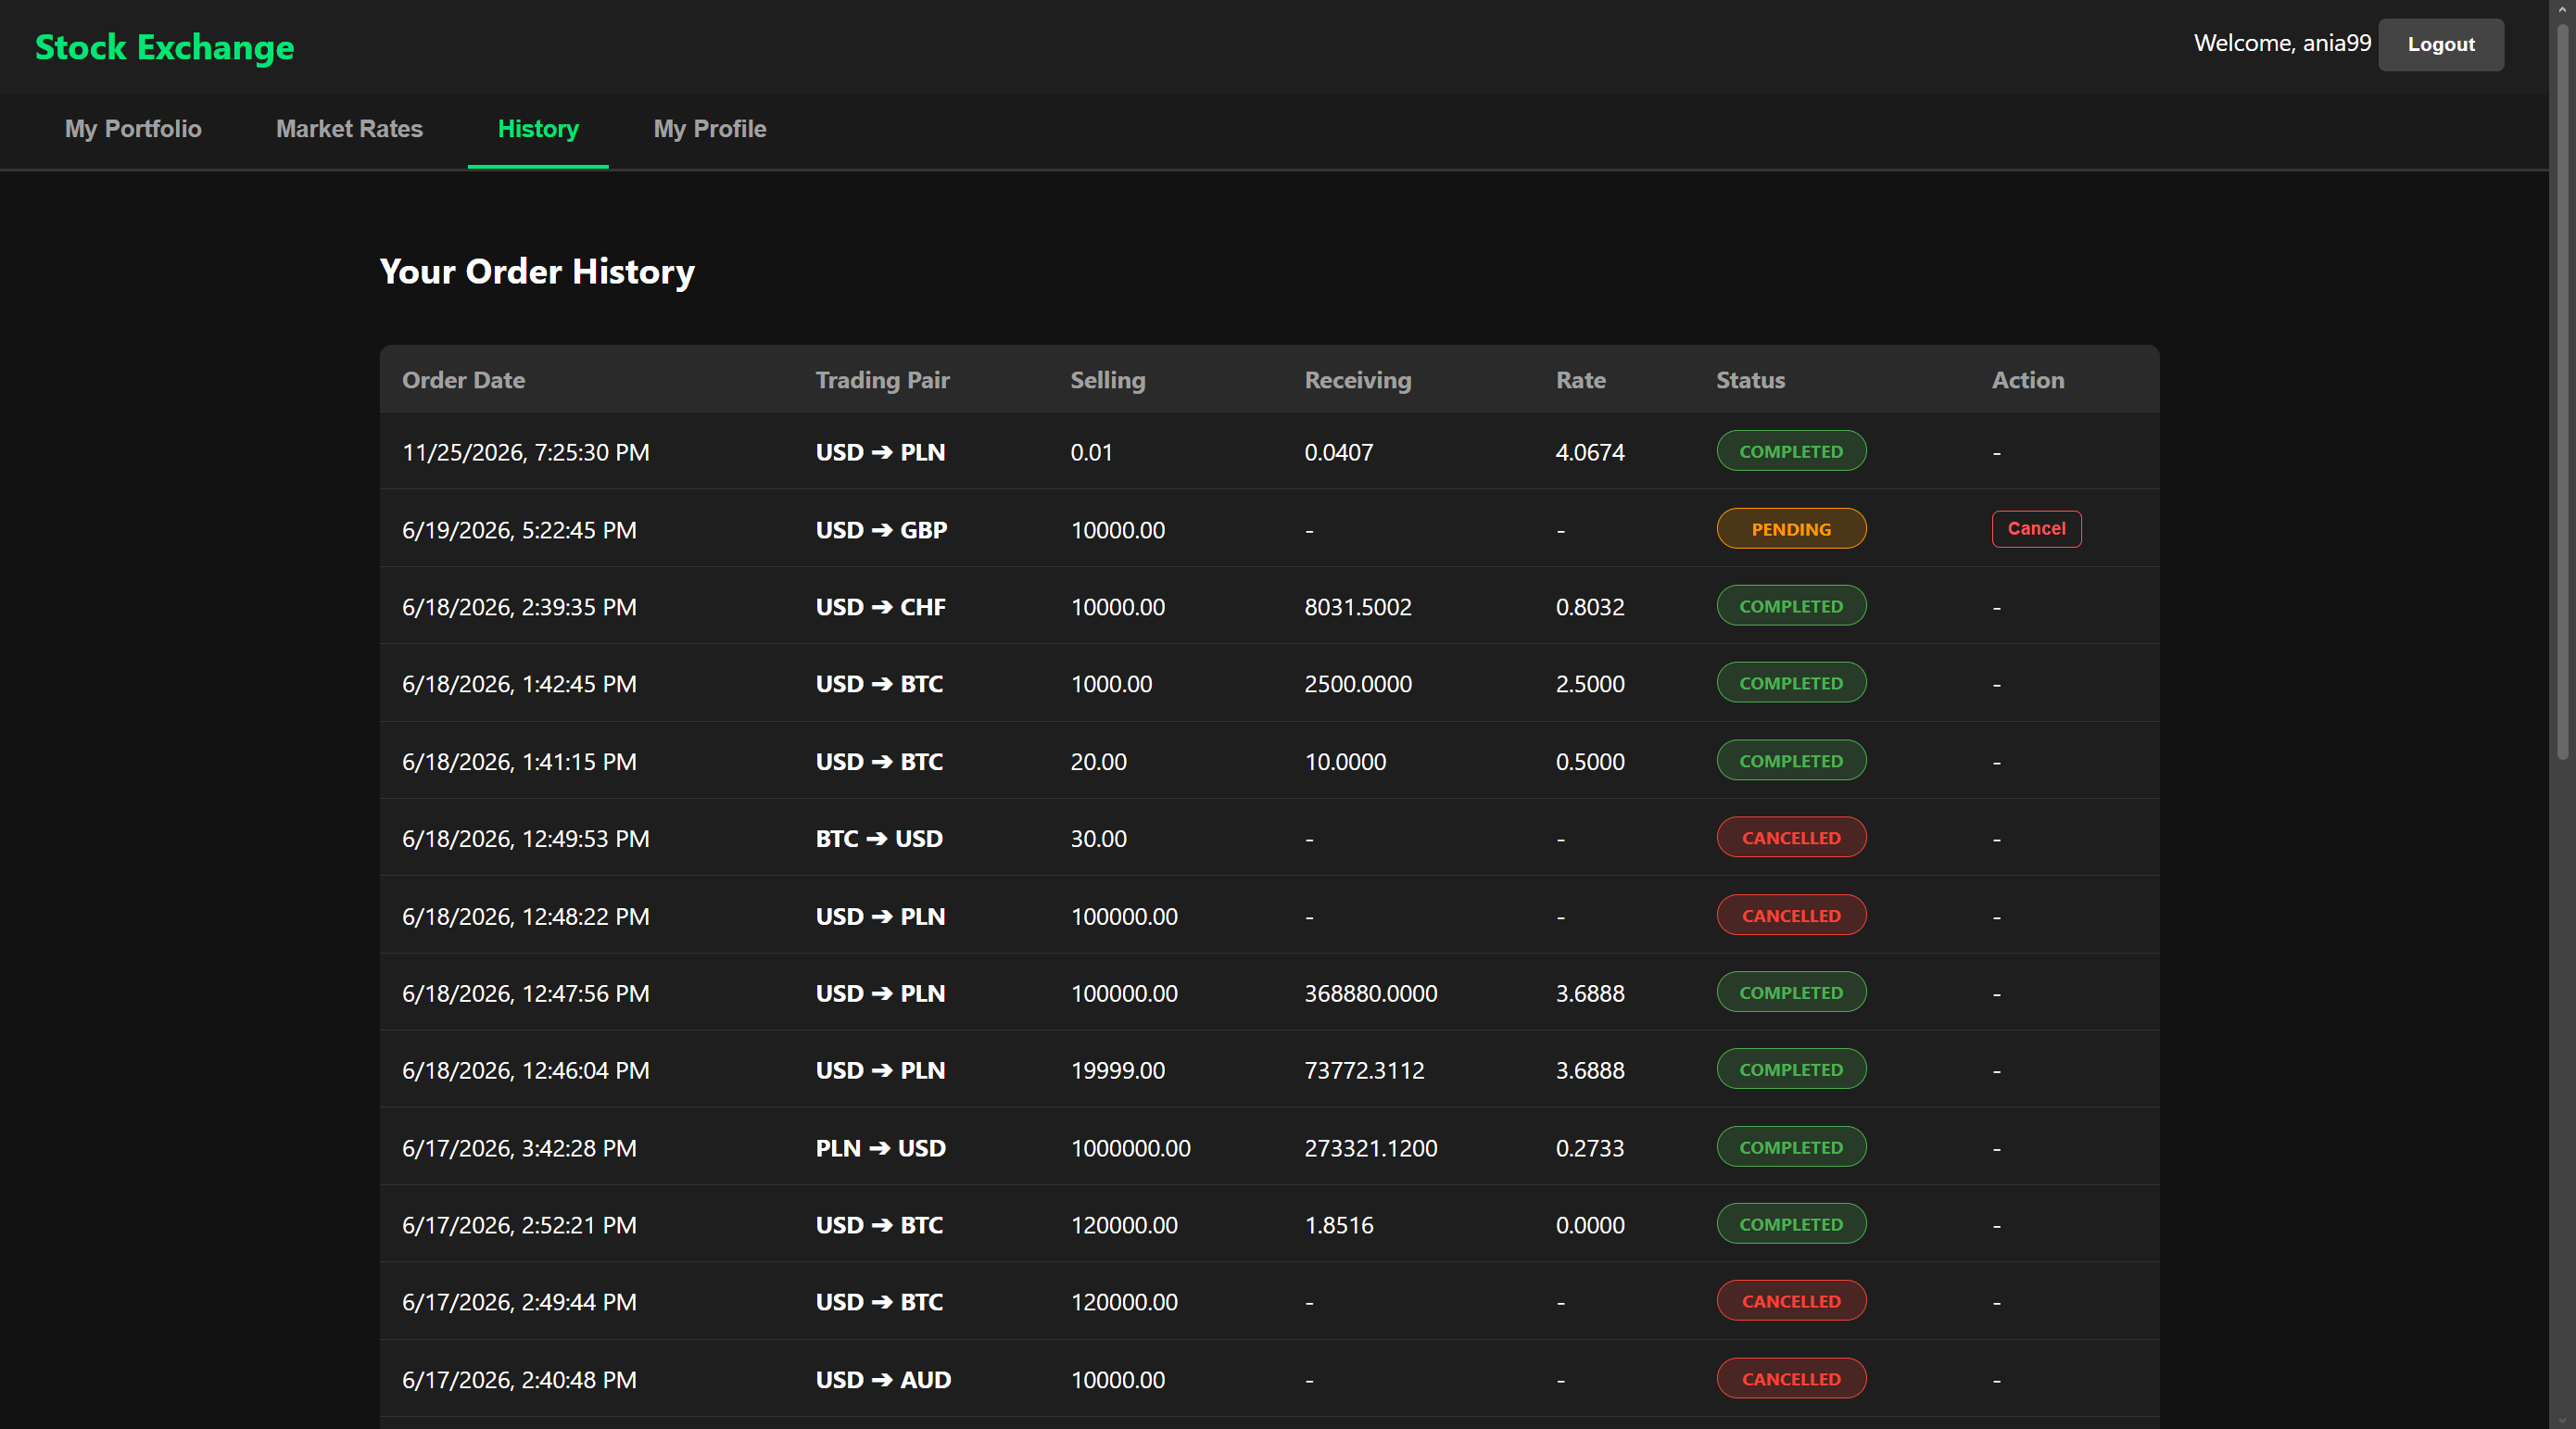 Stock Exchange
Welcome, ania99 Logout
My Portfolio Market Rates History My Profile
Your Order History
Order Date Trading Pair Selling Receiving Rate Status Action
11/25/2026, 7:25:30 PM USD ➔ PLN 0.01 0.0407 4.0674 COMPLETED -
6/19/2026, 5:22:45 PM USD ➔ GBP 10000.00 - - PENDING Cancel
6/18/2026, 2:39:35 PM USD ➔ CHF 10000.00 8031.5002 0.8032 COMPLETED -
6/18/2026, 1:42:45 PM USD ➔ BTC 1000.00 2500.0000 2.5000 COMPLETED -
6/18/2026, 1:41:15 PM USD ➔ BTC 20.00 10.0000 0.5000 COMPLETED -
6/18/2026, 12:49:53 PM BTC ➔ USD 30.00 - - CANCELLED -
6/18/2026, 12:48:22 PM USD ➔ PLN 100000.00 - - CANCELLED -
6/18/2026, 12:47:56 PM USD ➔ PLN 100000.00 368880.0000 3.6888 COMPLETED -
6/18/2026, 12:46:04 PM USD ➔ PLN 19999.00 73772.3112 3.6888 COMPLETED -
6/17/2026, 3:42:28 PM PLN ➔ USD 1000000.00 273321.1200 0.2733 COMPLETED -
6/17/2026, 2:52:21 PM USD ➔ BTC 120000.00 1.8516 0.0000 COMPLETED -
6/17/2026, 2:49:44 PM USD ➔ BTC 120000.00 - - CANCELLED -
6/17/2026, 2:40:48 PM USD ➔ AUD 10000.00 - - CANCELLED -